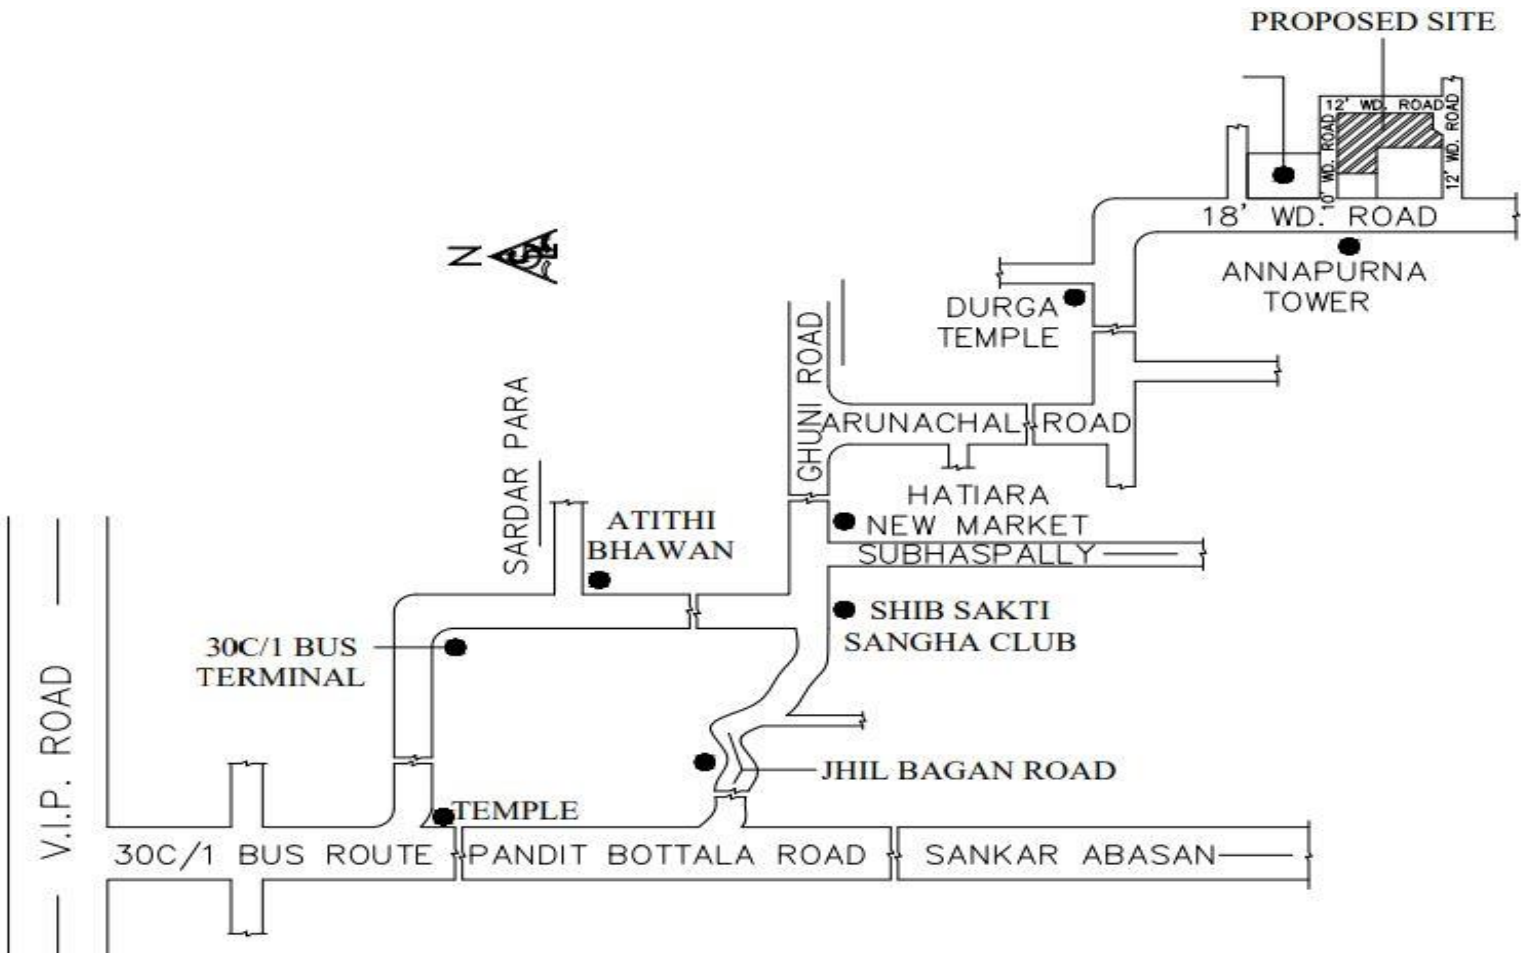 PROPOSED SITE
12' WD. ROAD
10' WD. ROAD
12' WD. ROAD
18' WD. ROAD
N
ANNAPURNA
TOWER
DURGA
TEMPLE
GHUNI ROAD
ARUNACHAL ROAD
SARDAR PARA
HATIARA
NEW MARKET
SUBHASPALLY
ATITHI
BHAWAN
SHIB SAKTI
SANGHA CLUB
30C/1 BUS
TERMINAL
V.I.P. ROAD
JHIL BAGAN ROAD
TEMPLE
30C/1 BUS ROUTE
PANDIT BOTTALA ROAD
SANKAR ABASAN